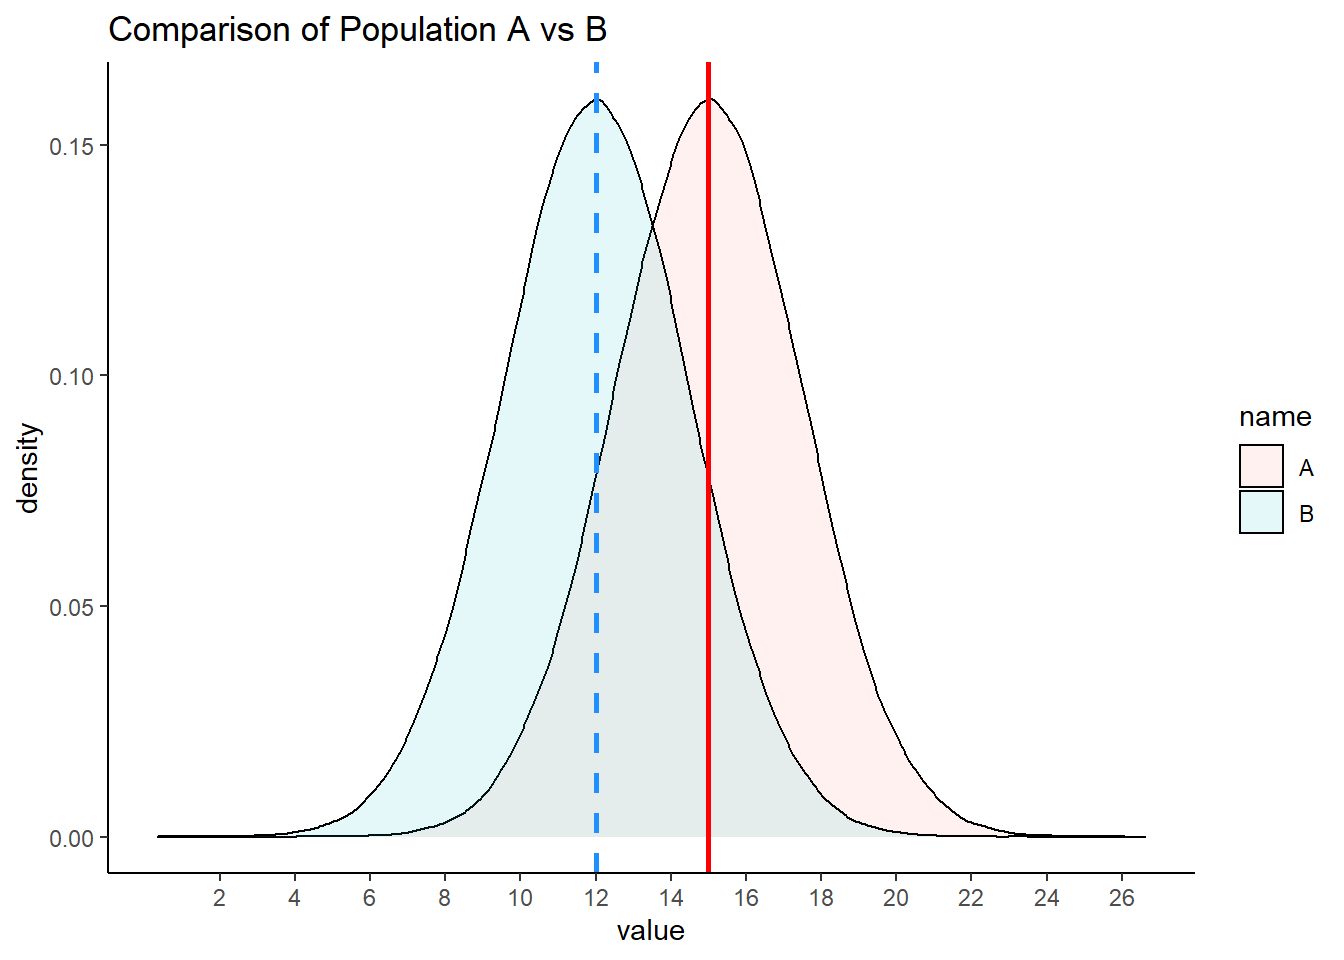 Comparison of Population A vs B
0.15
0.10
0.05
0.00
density
2 4 6 8 10 12 14 16 18 20 22 24 26
value
name
A
B